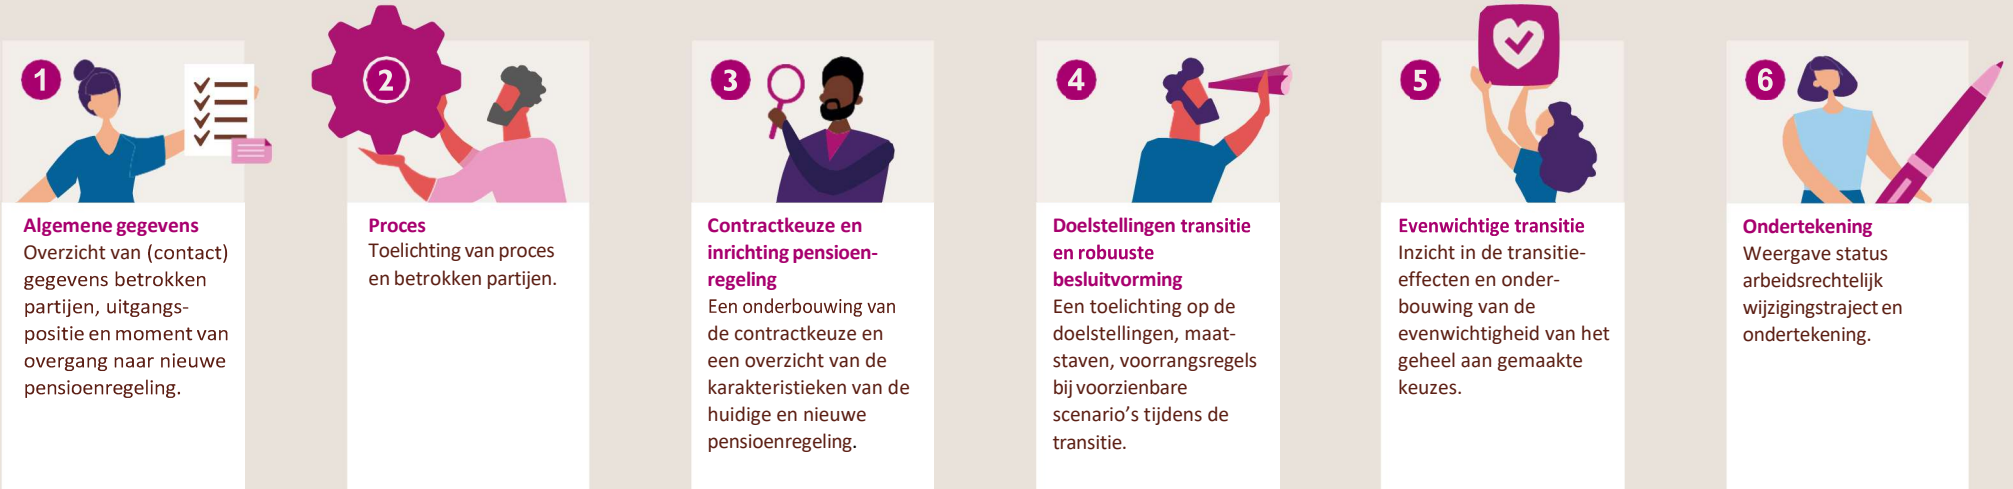 1
Algemene gegevens
Overzicht van (contact)
gegevens betrokken
partijen, uitgangs-
positie en moment van
overgang naar nieuwe
pensioenregeling.
2
Proces
Toelichting van proces
en betrokken partijen.
3
Contractkeuze en
inrichting pensioen-
regeling
Een onderbouwing van
de contractkeuze en
een overzicht van de
karakteristieken van de
huidige en nieuwe
pensioenregeling.
4
Doelstellingen transitie
en robuuste
besluitvorming
Een toelichting op de
doelstellingen, maat-
staven, voorrangsregels
bij voorzienbare
scenario's tijdens de
transitie.
5
Evenwichtige transitie
Inzicht in de transitie-
effecten en onder-
bouwing van de
evenwichtigheid van het
geheel aan gemaakte
keuzes.
6
Ondertekening
Weergave status
arbeidsrechtelijk
wijzigingstraject en
ondertekening.